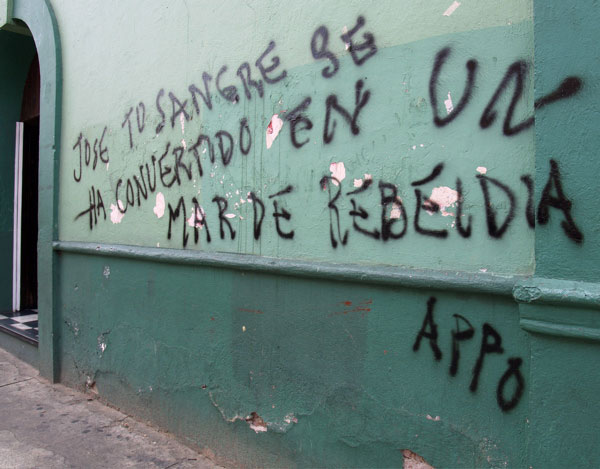 JOSE TU SANGRE SE
HA CONVERTIDO EN UN
MAR DE REBELDIA
APPO